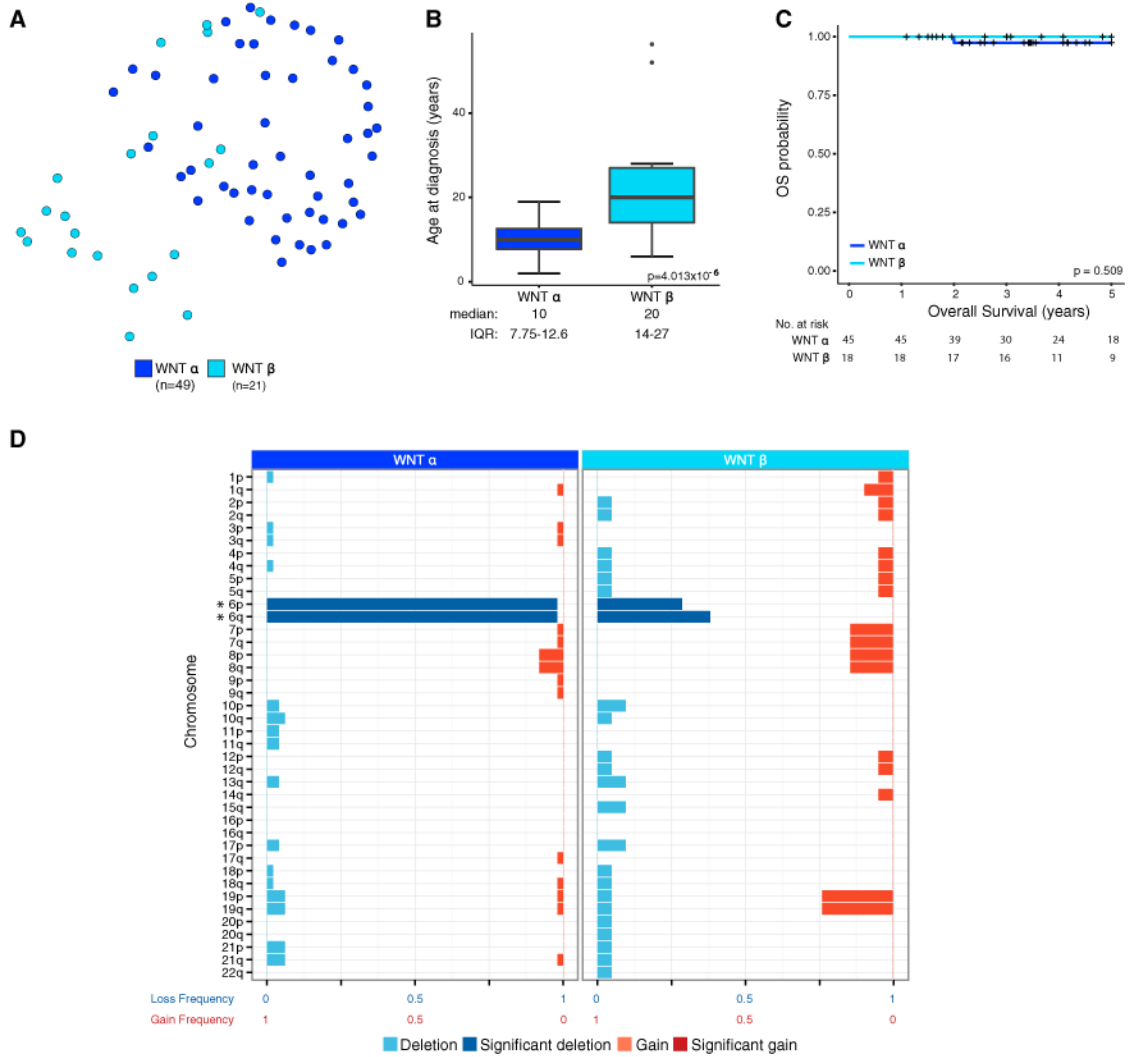 A
WNT α
(n=49)
WNT β
(n=21)
B
Age at diagnosis (years)
40
20
0
p=4.013x10⁻⁶
WNT α
WNT β
median:
10
20
IQR:
7.75-12.6
14-27
C
OS probability
1.00
0.75
0.50
0.25
0.00
WNT α
WNT β
p = 0.509
0 1 2 3 4 5
Overall Survival (years)
No. at risk
WNT α 45 45 39 30 24 18
WNT β 18 18 17 16 11 9
D
WNT α
WNT β
Chromosome
1p
1q
2p
2q
3p
3q
4p
4q
5p
5q
* 6p
* 6q
7p
7q
8p
8q
9p
9q
10p
10q
11p
11q
12p
12q
13q
14q
15q
16p
16q
17p
17q
18p
18q
19p
19q
20p
20q
21p
21q
22q
Loss Frequency 0 0.5 1 0 0.5 1
Gain Frequency 1 0.5 0 1 0.5 0
Deletion Significant deletion Gain Significant gain